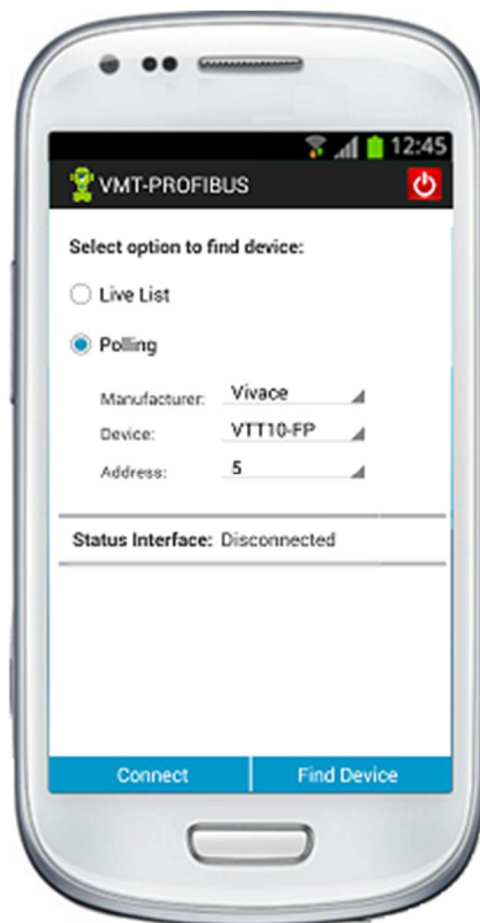 12:45
VMT-PROFIBUS
Select option to find device:
Live List
Polling
Manufacturer: Vivace
Device: VTT10-FP
Address: 5
Status Interface: Disconnected
Connect Find Device